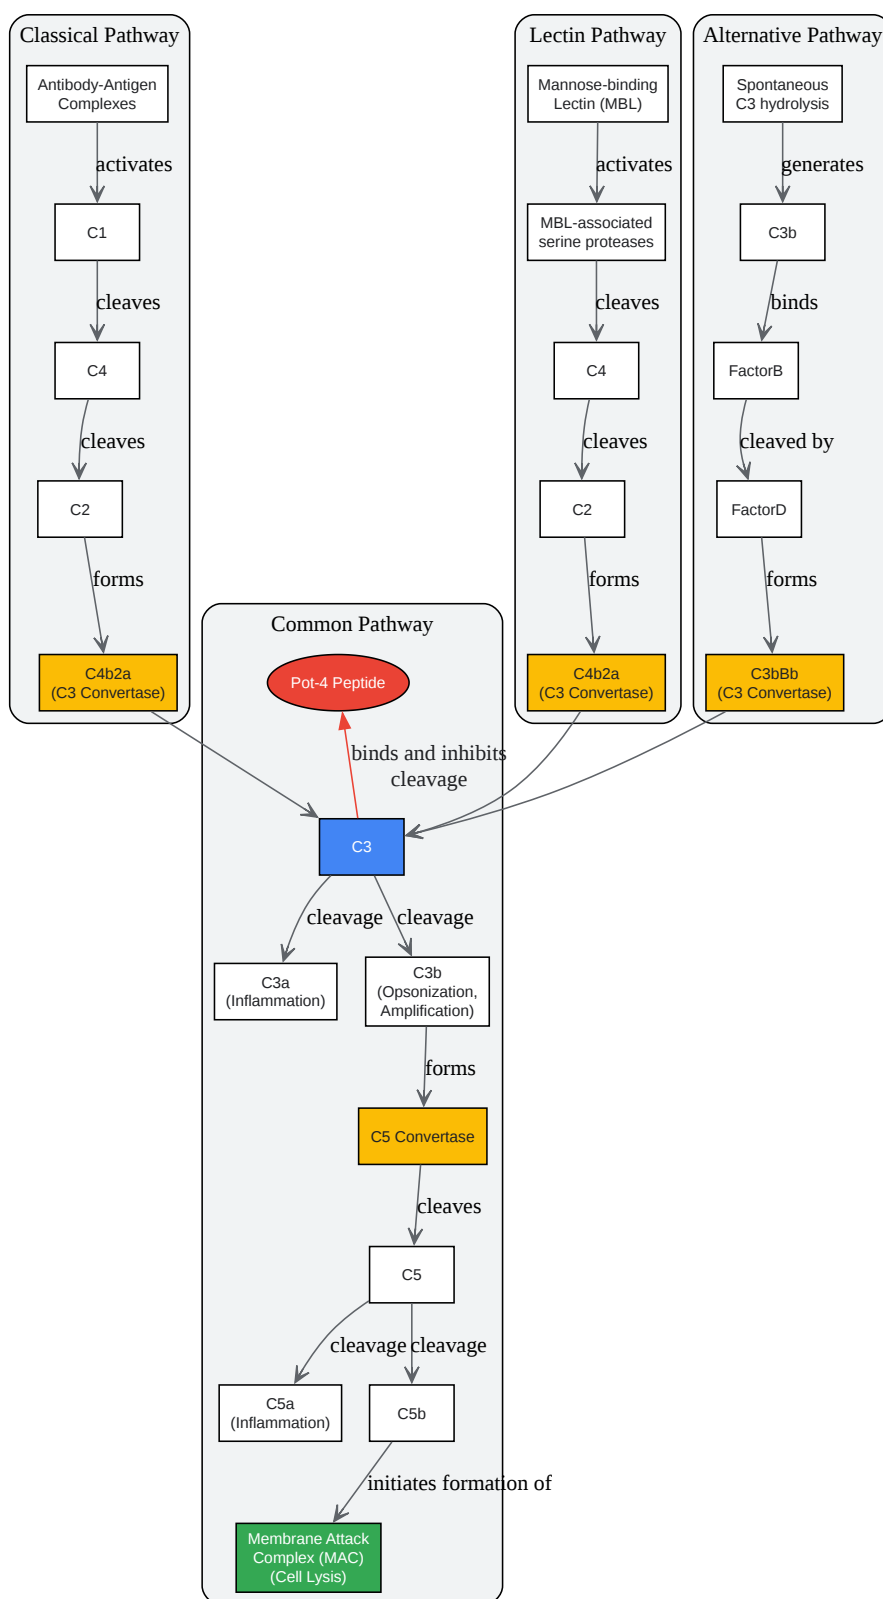 Classical Pathway
Antibody-Antigen
Complexes
activates
C1
cleaves
C4
cleaves
C2
forms
C4b2a
(C3 Convertase)
Lectin Pathway
Mannose-binding
Lectin (MBL)
activates
MBL-associated
serine proteases
cleaves
C4
cleaves
C2
forms
C4b2a
(C3 Convertase)
Alternative Pathway
Spontaneous
C3 hydrolysis
generates
C3b
binds
FactorB
cleaved by
FactorD
forms
C3bBb
(C3 Convertase)
Common Pathway
Pot-4 Peptide
binds and inhibits
cleavage
C3
cleavage
cleavage
C3a
(Inflammation)
C3b
(Opsonization,
Amplification)
forms
C5 Convertase
cleaves
C5
cleavage
cleavage
C5a
(Inflammation)
C5b
initiates formation of
Membrane Attack
Complex (MAC)
(Cell Lysis)